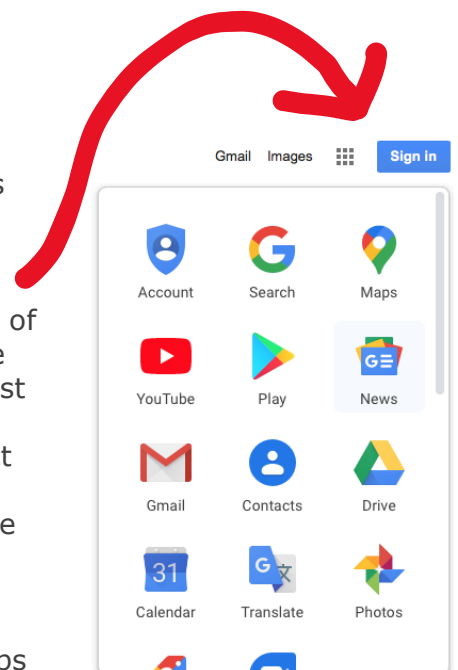 Gmail Images Sign in
of
Account Search Maps
YouTube Play News
Gmail Contacts Drive
31
Calendar Translate Photos